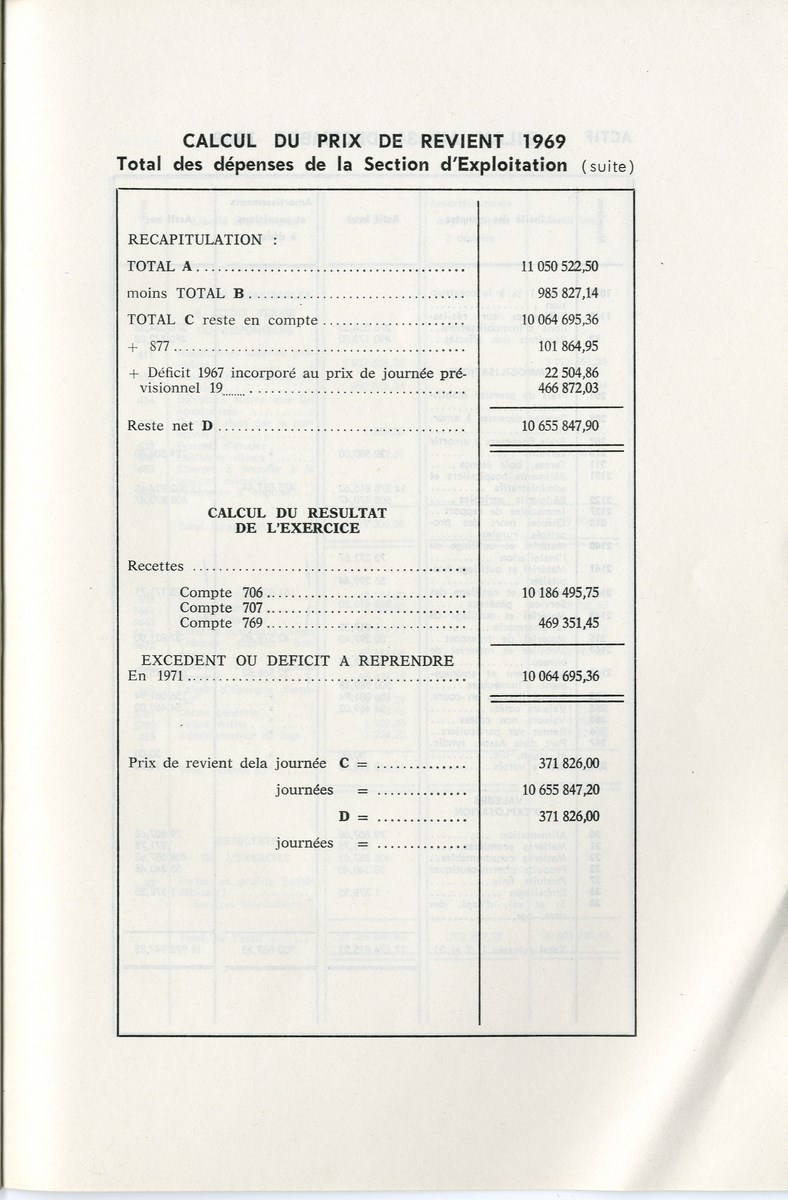 CALCUL DU PRIX DE REVIENT 1969
Total des dépenses de la Section d'Exploitation (suite)
RECAPITULATION :
TOTAL A........................................ 11 050 522,50
moins TOTAL B................................. 985 827,14
TOTAL C reste en compte...................... 10 064 695,36
+ 877............................................ 101 864,95
+ Déficit 1967 incorporé au prix de journée pré- 22 504,86
visionnel 19....... ................................ 466 872,03
Reste net D..................................... 10 655 847,90
CALCUL DU RESULTAT
DE L'EXERCICE
Recettes .........................................
Compte 706.............................. 10 186 495,75
Compte 707..............................
Compte 769.............................. 469 351,45
EXCEDENT OU DEFICIT A REPRENDRE
En 1971.......................................... 10 064 695,36
Prix de revient dela journée C = .............. 371 826,00
journées = .............. 10 655 847,20
D = .............. 371 826,00
journées = ..............